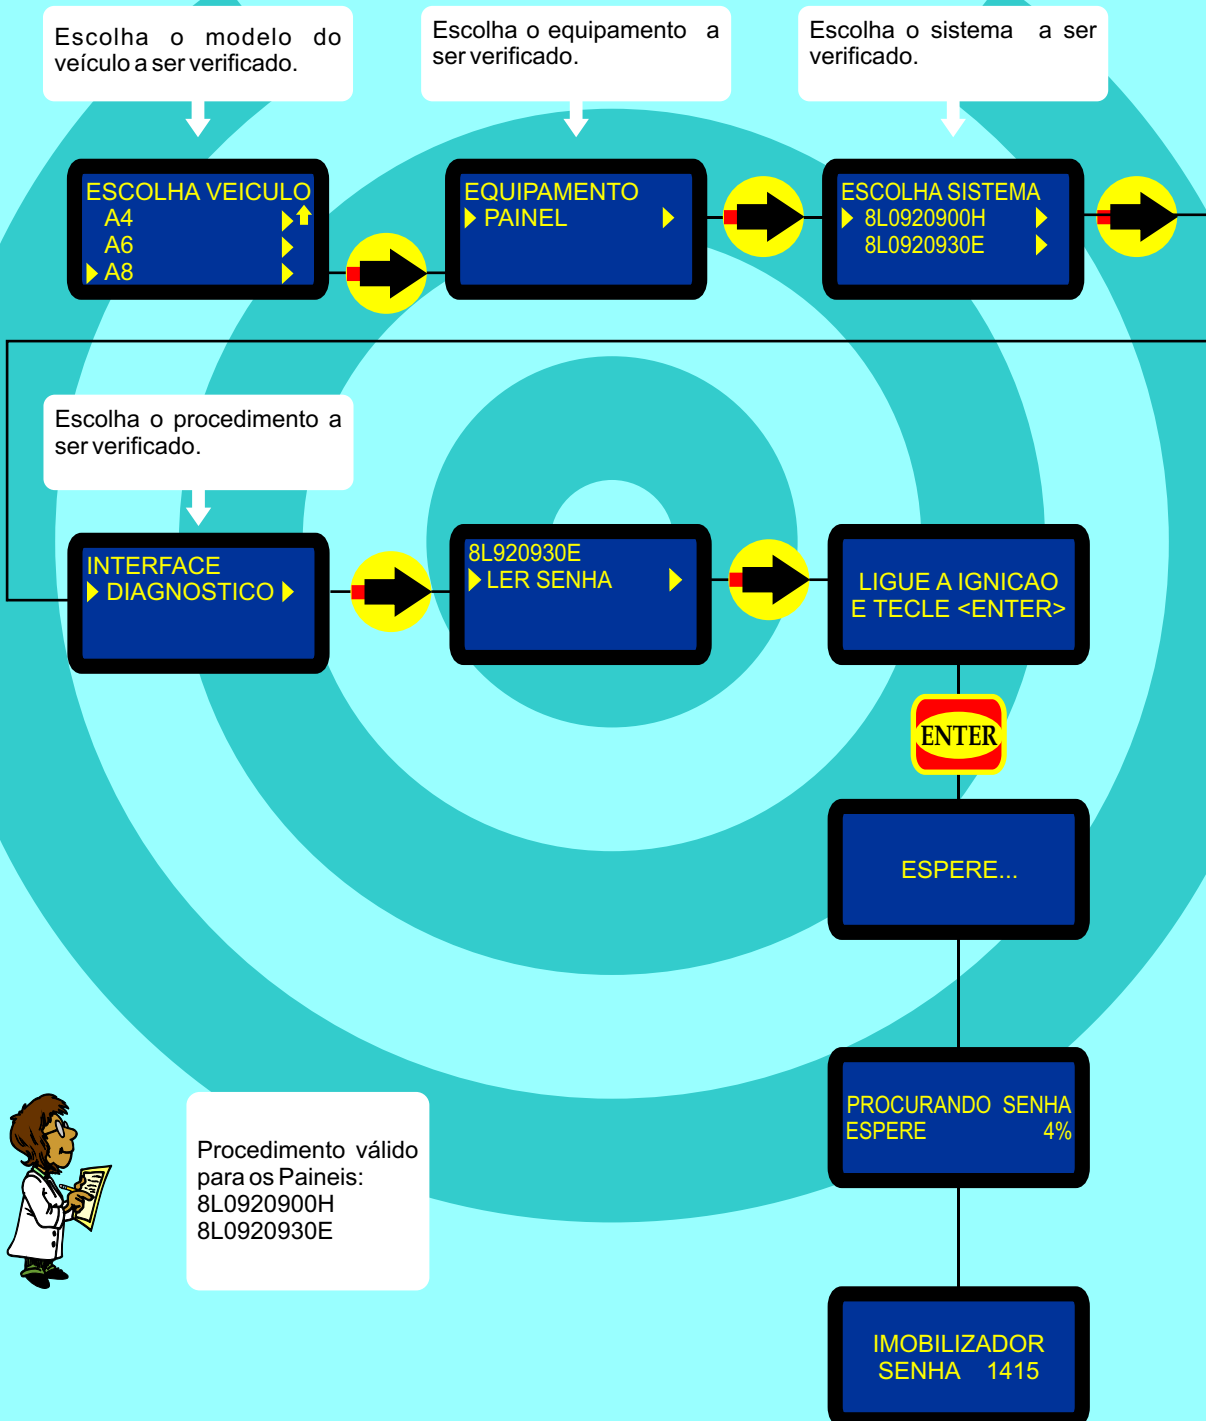 Escolha o modelo do
veículo a ser verificado.
Escolha o equipamento a
ser verificado.
Escolha o sistema a ser
verificado.
ESCOLHA VEICULO
A4
A6
A8
EQUIPAMENTO
PAINEL
ESCOLHA SISTEMA
8L0920900H
8L0920930E
Escolha o procedimento a
ser verificado.
INTERFACE
DIAGNOSTICO
8L920930E
LER SENHA
LIGUE A IGNICAO
E TECLE <ENTER>
ENTER
ESPERE...
PROCURANDO SENHA
ESPERE 4%
Procedimento válido
para os Paineis:
8L0920900H
8L0920930E
IMOBILIZADOR
SENHA 1415